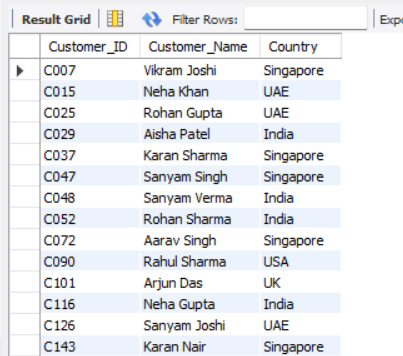 Result Grid Filter Rows: Expo
Customer_ID Customer_Name Country
C007 Vikram Joshi Singapore
C015 Neha Khan UAE
C025 Rohan Gupta UAE
C029 Aisha Patel India
C037 Karan Sharma Singapore
C047 Sanyam Singh Singapore
C048 Sanyam Verma India
C052 Rohan Sharma India
C072 Aarav Singh Singapore
C090 Rahul Sharma USA
C101 Arjun Das UK
C116 Neha Gupta India
C126 Sanyam Joshi UAE
C143 Karan Nair Singapore